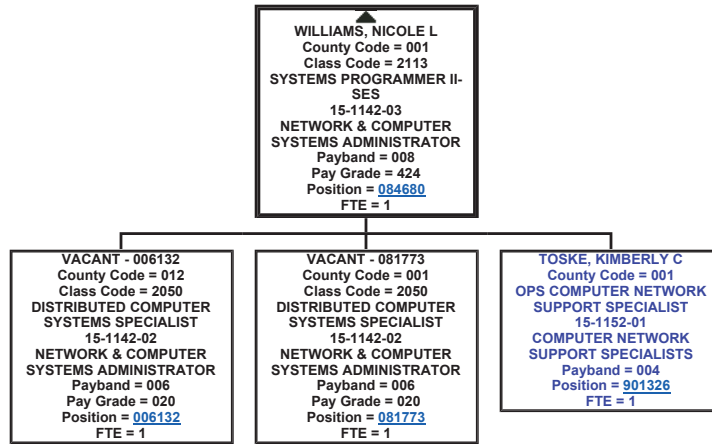 WILLIAMS, NICOLE L
County Code = 001
Class Code = 2113
SYSTEMS PROGRAMMER II-
SES
15-1142-03
NETWORK & COMPUTER
SYSTEMS ADMINISTRATOR
Payband = 008
Pay Grade = 424
Position = 084680
FTE = 1
VACANT - 006132
County Code = 012
Class Code = 2050
DISTRIBUTED COMPUTER
SYSTEMS SPECIALIST
15-1142-02
NETWORK & COMPUTER
SYSTEMS ADMINISTRATOR
Payband = 006
Pay Grade = 020
Position = 006132
FTE = 1
VACANT - 081773
County Code = 001
Class Code = 2050
DISTRIBUTED COMPUTER
SYSTEMS SPECIALIST
15-1142-02
NETWORK & COMPUTER
SYSTEMS ADMINISTRATOR
Payband = 006
Pay Grade = 020
Position = 081773
FTE = 1
TOSKE, KIMBERLY C
County Code = 001
OPS COMPUTER NETWORK
SUPPORT SPECIALIST
15-1152-01
COMPUTER NETWORK
SUPPORT SPECIALISTS
Payband = 004
Position = 901326
FTE = 1